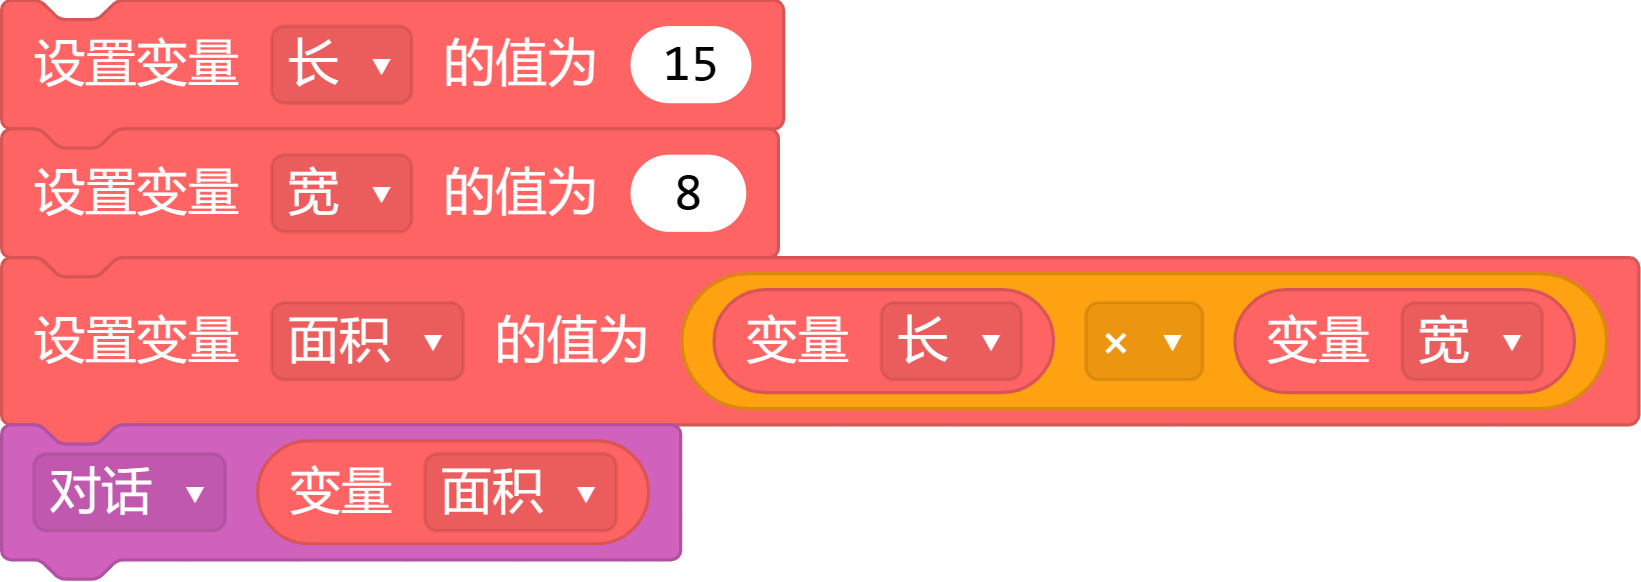 设置变量 长 ▼ 的值为 15
设置变量 宽 ▼ 的值为 8
设置变量 面积 ▼ 的值为 变量 长 ▼ × ▼ 变量 宽 ▼
对话 ▼ 变量 面积 ▼